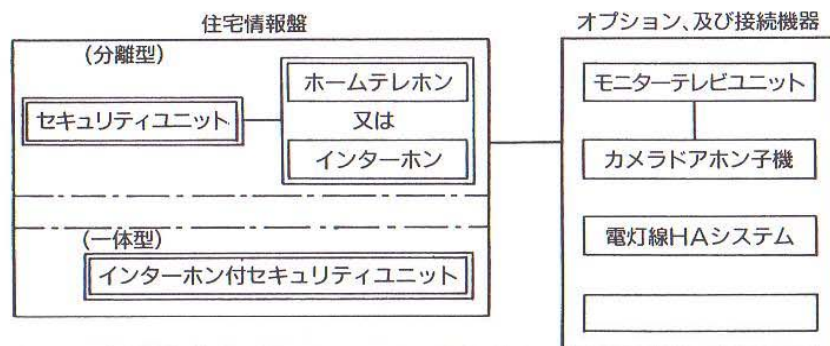 住宅情報盤
(分離型)
セキュリティユニット
ホームテレホン
又は
インターホン
(一体型)
インターホン付セキュリティユニット
オプション、及び接続機器
モニターテレビユニット
カメラドアホン子機
電灯線HAシステム